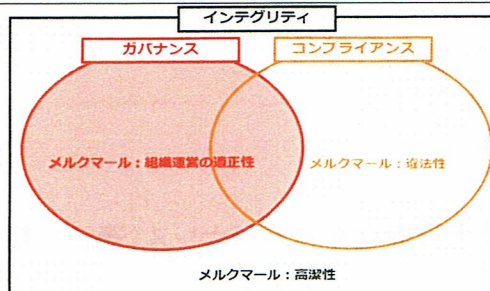 インテグリティ
ガバナンス
コンプライアンス
メルクマール：組織運営の適正性
メルクマール：違法性
メルクマール：高潔性